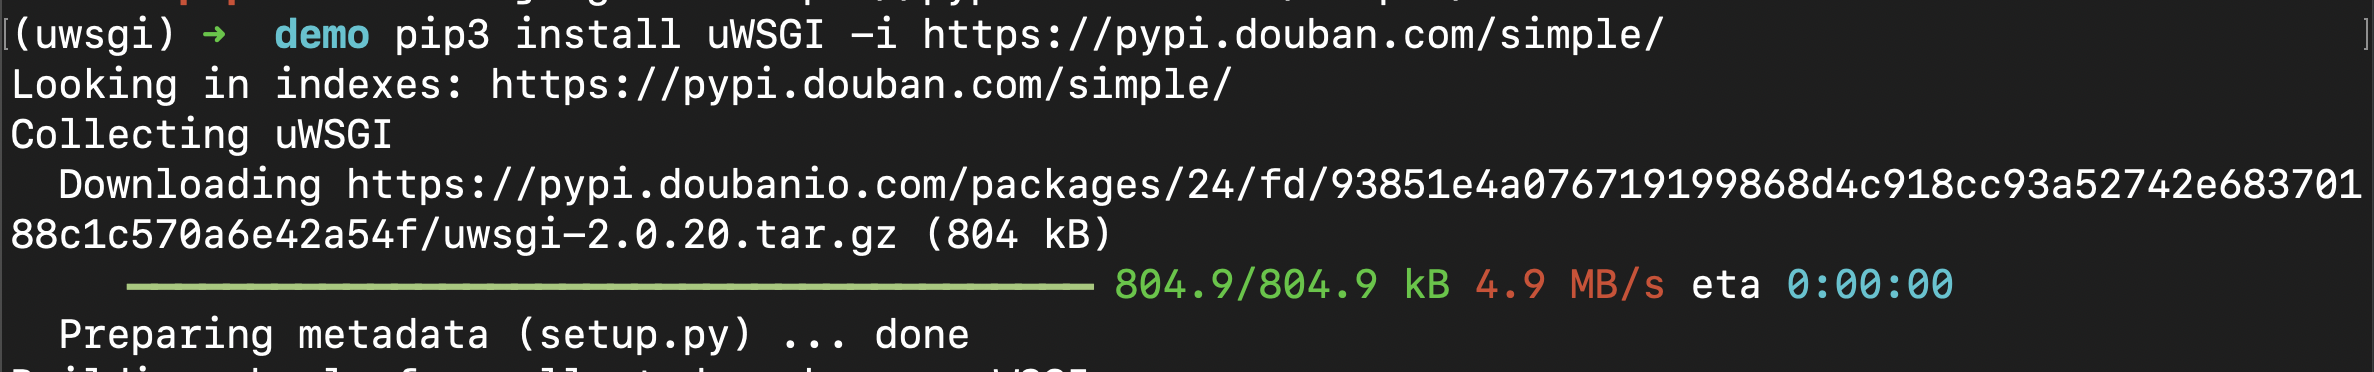 (uwsgi) ➜ demo pip3 install uWSGI -i https://pypi.douban.com/simple/
Looking in indexes: https://pypi.douban.com/simple/
Collecting uWSGI
Downloading https://pypi.doubanio.com/packages/24/fd/93851e4a076719199868d4c918cc93a52742e683701
88c1c570a6e42a54f/uwsgi-2.0.20.tar.gz (804 kB)
804.9/804.9 kB 4.9 MB/s eta 0:00:00
Preparing metadata (setup.py) ... done